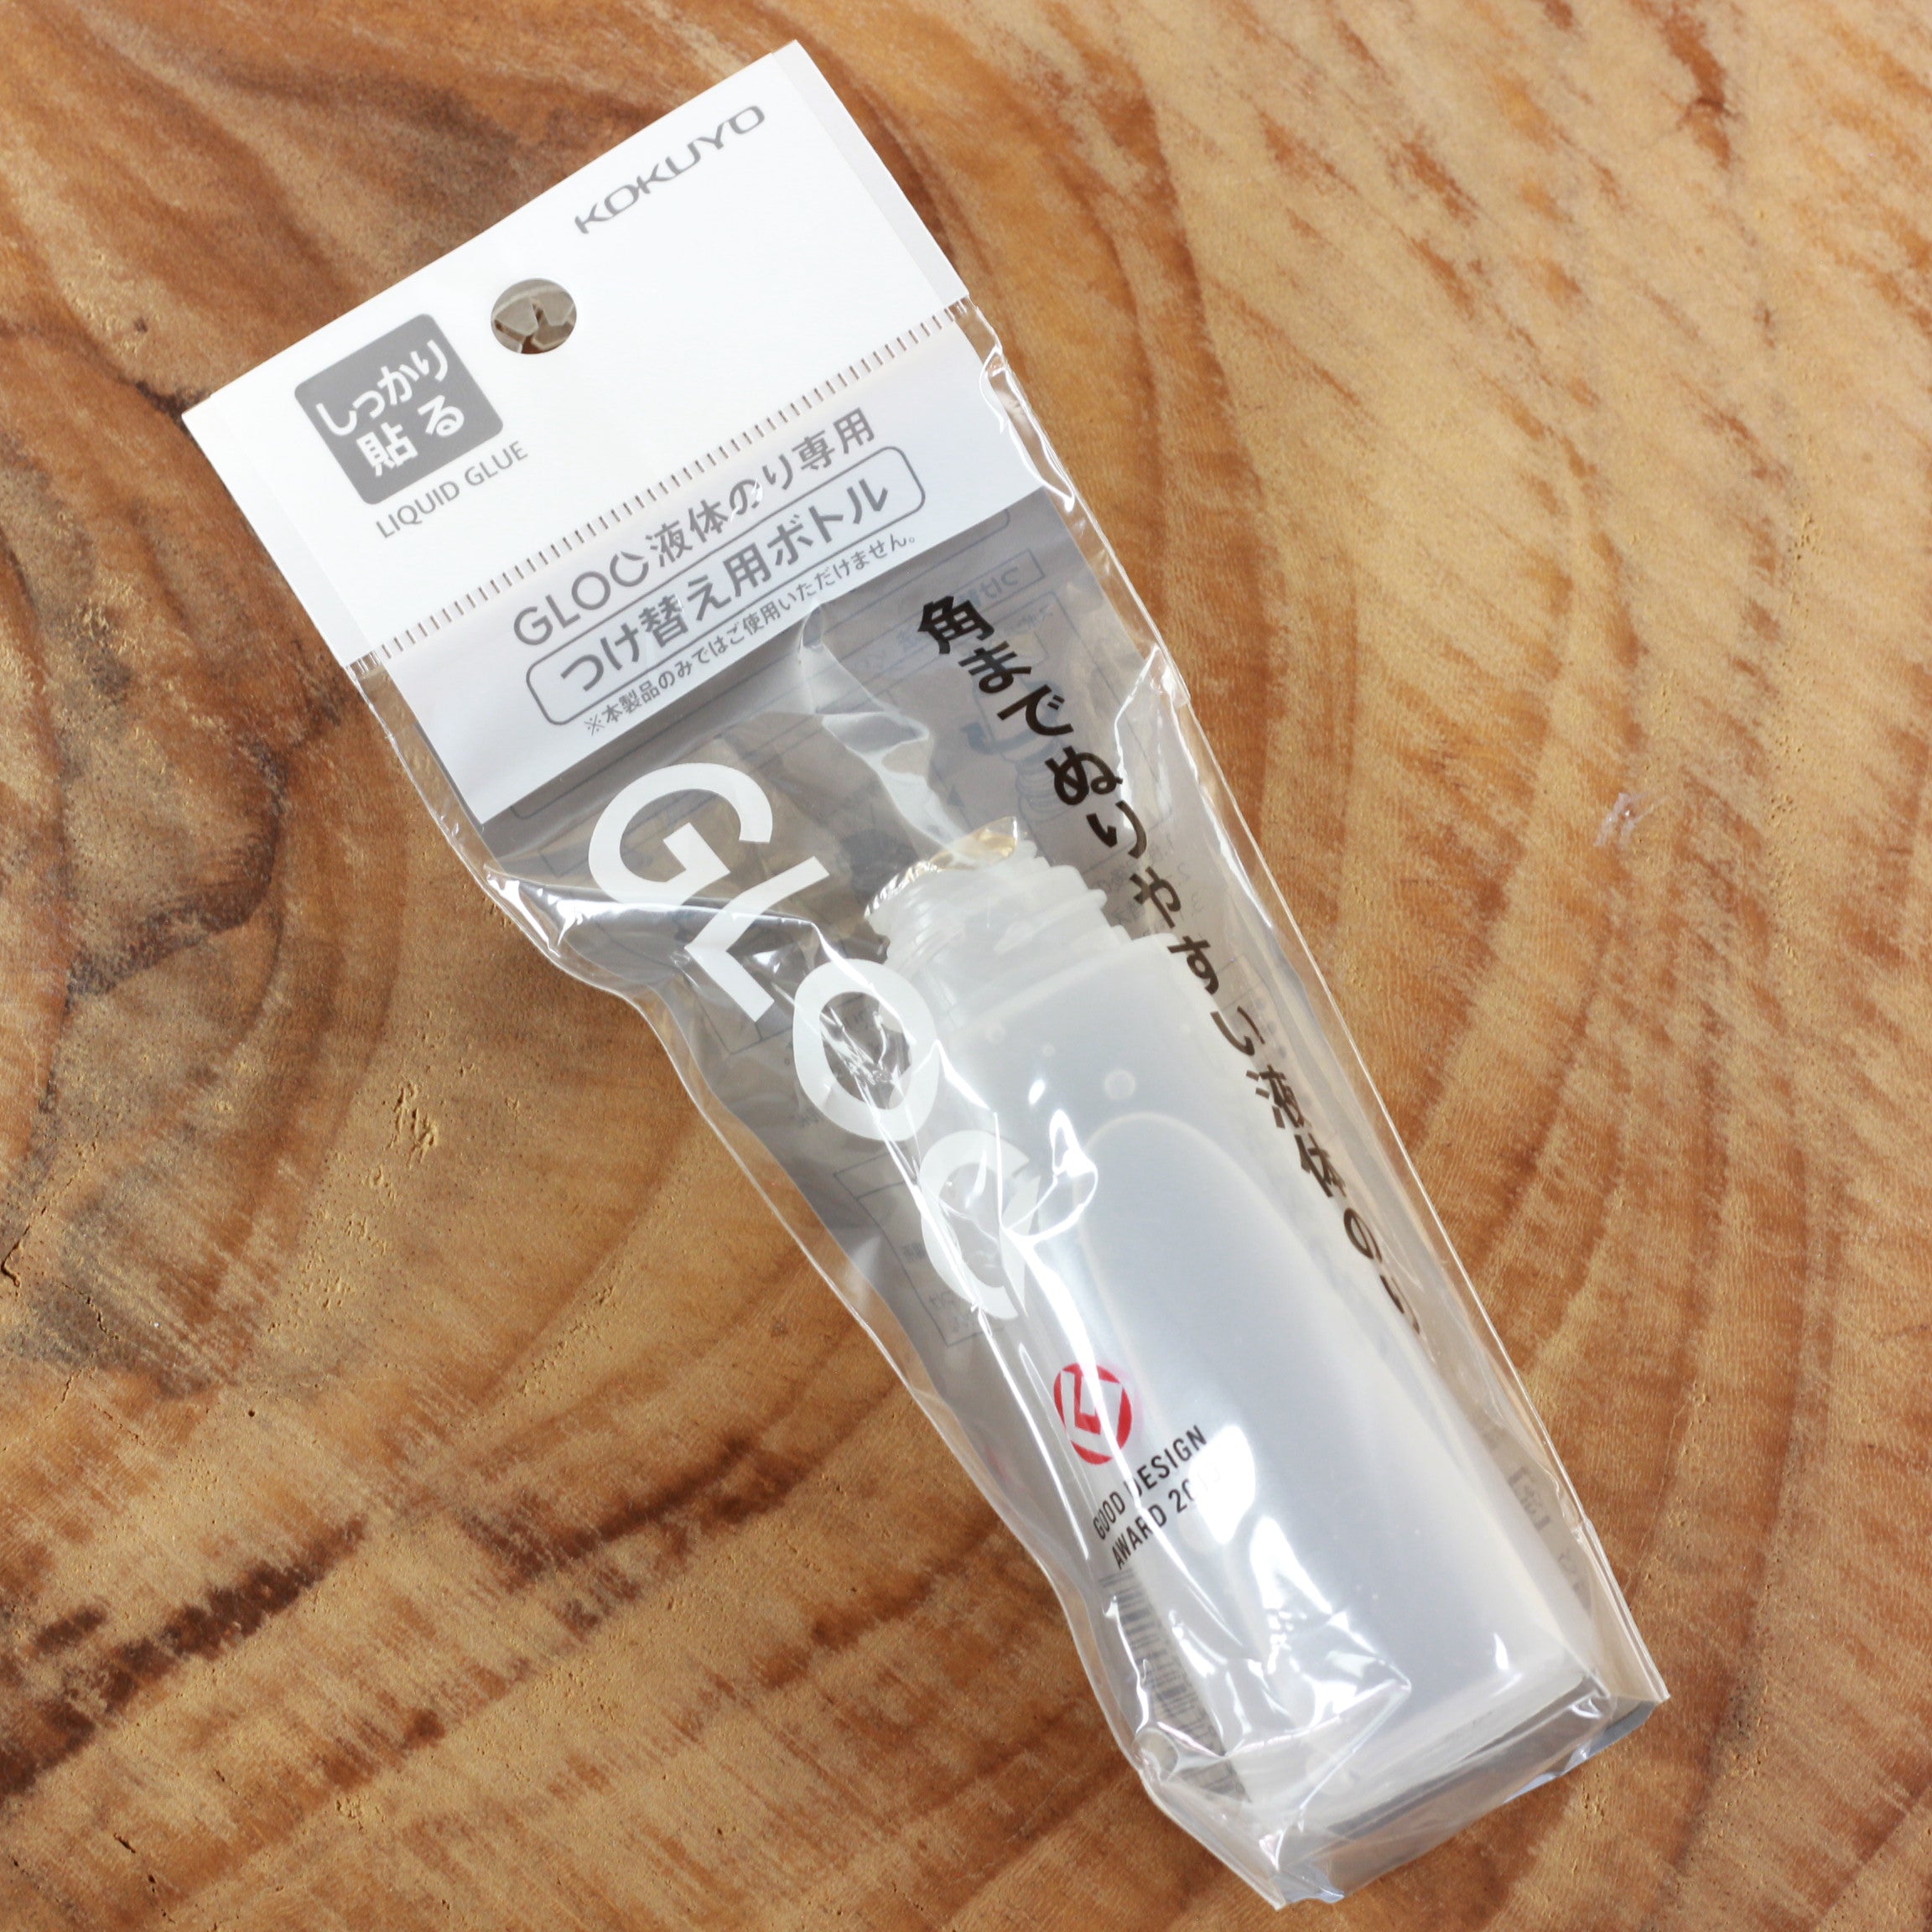 KOKUYO
しっかり
貼る
LIQUID GLUE
GLOO液体のり専用
つけ替え用ボトル
※本製品のみではご使用いただけません。
角までぬりやすい液体のり
GLOO
GOOD DESIGN
AWARD